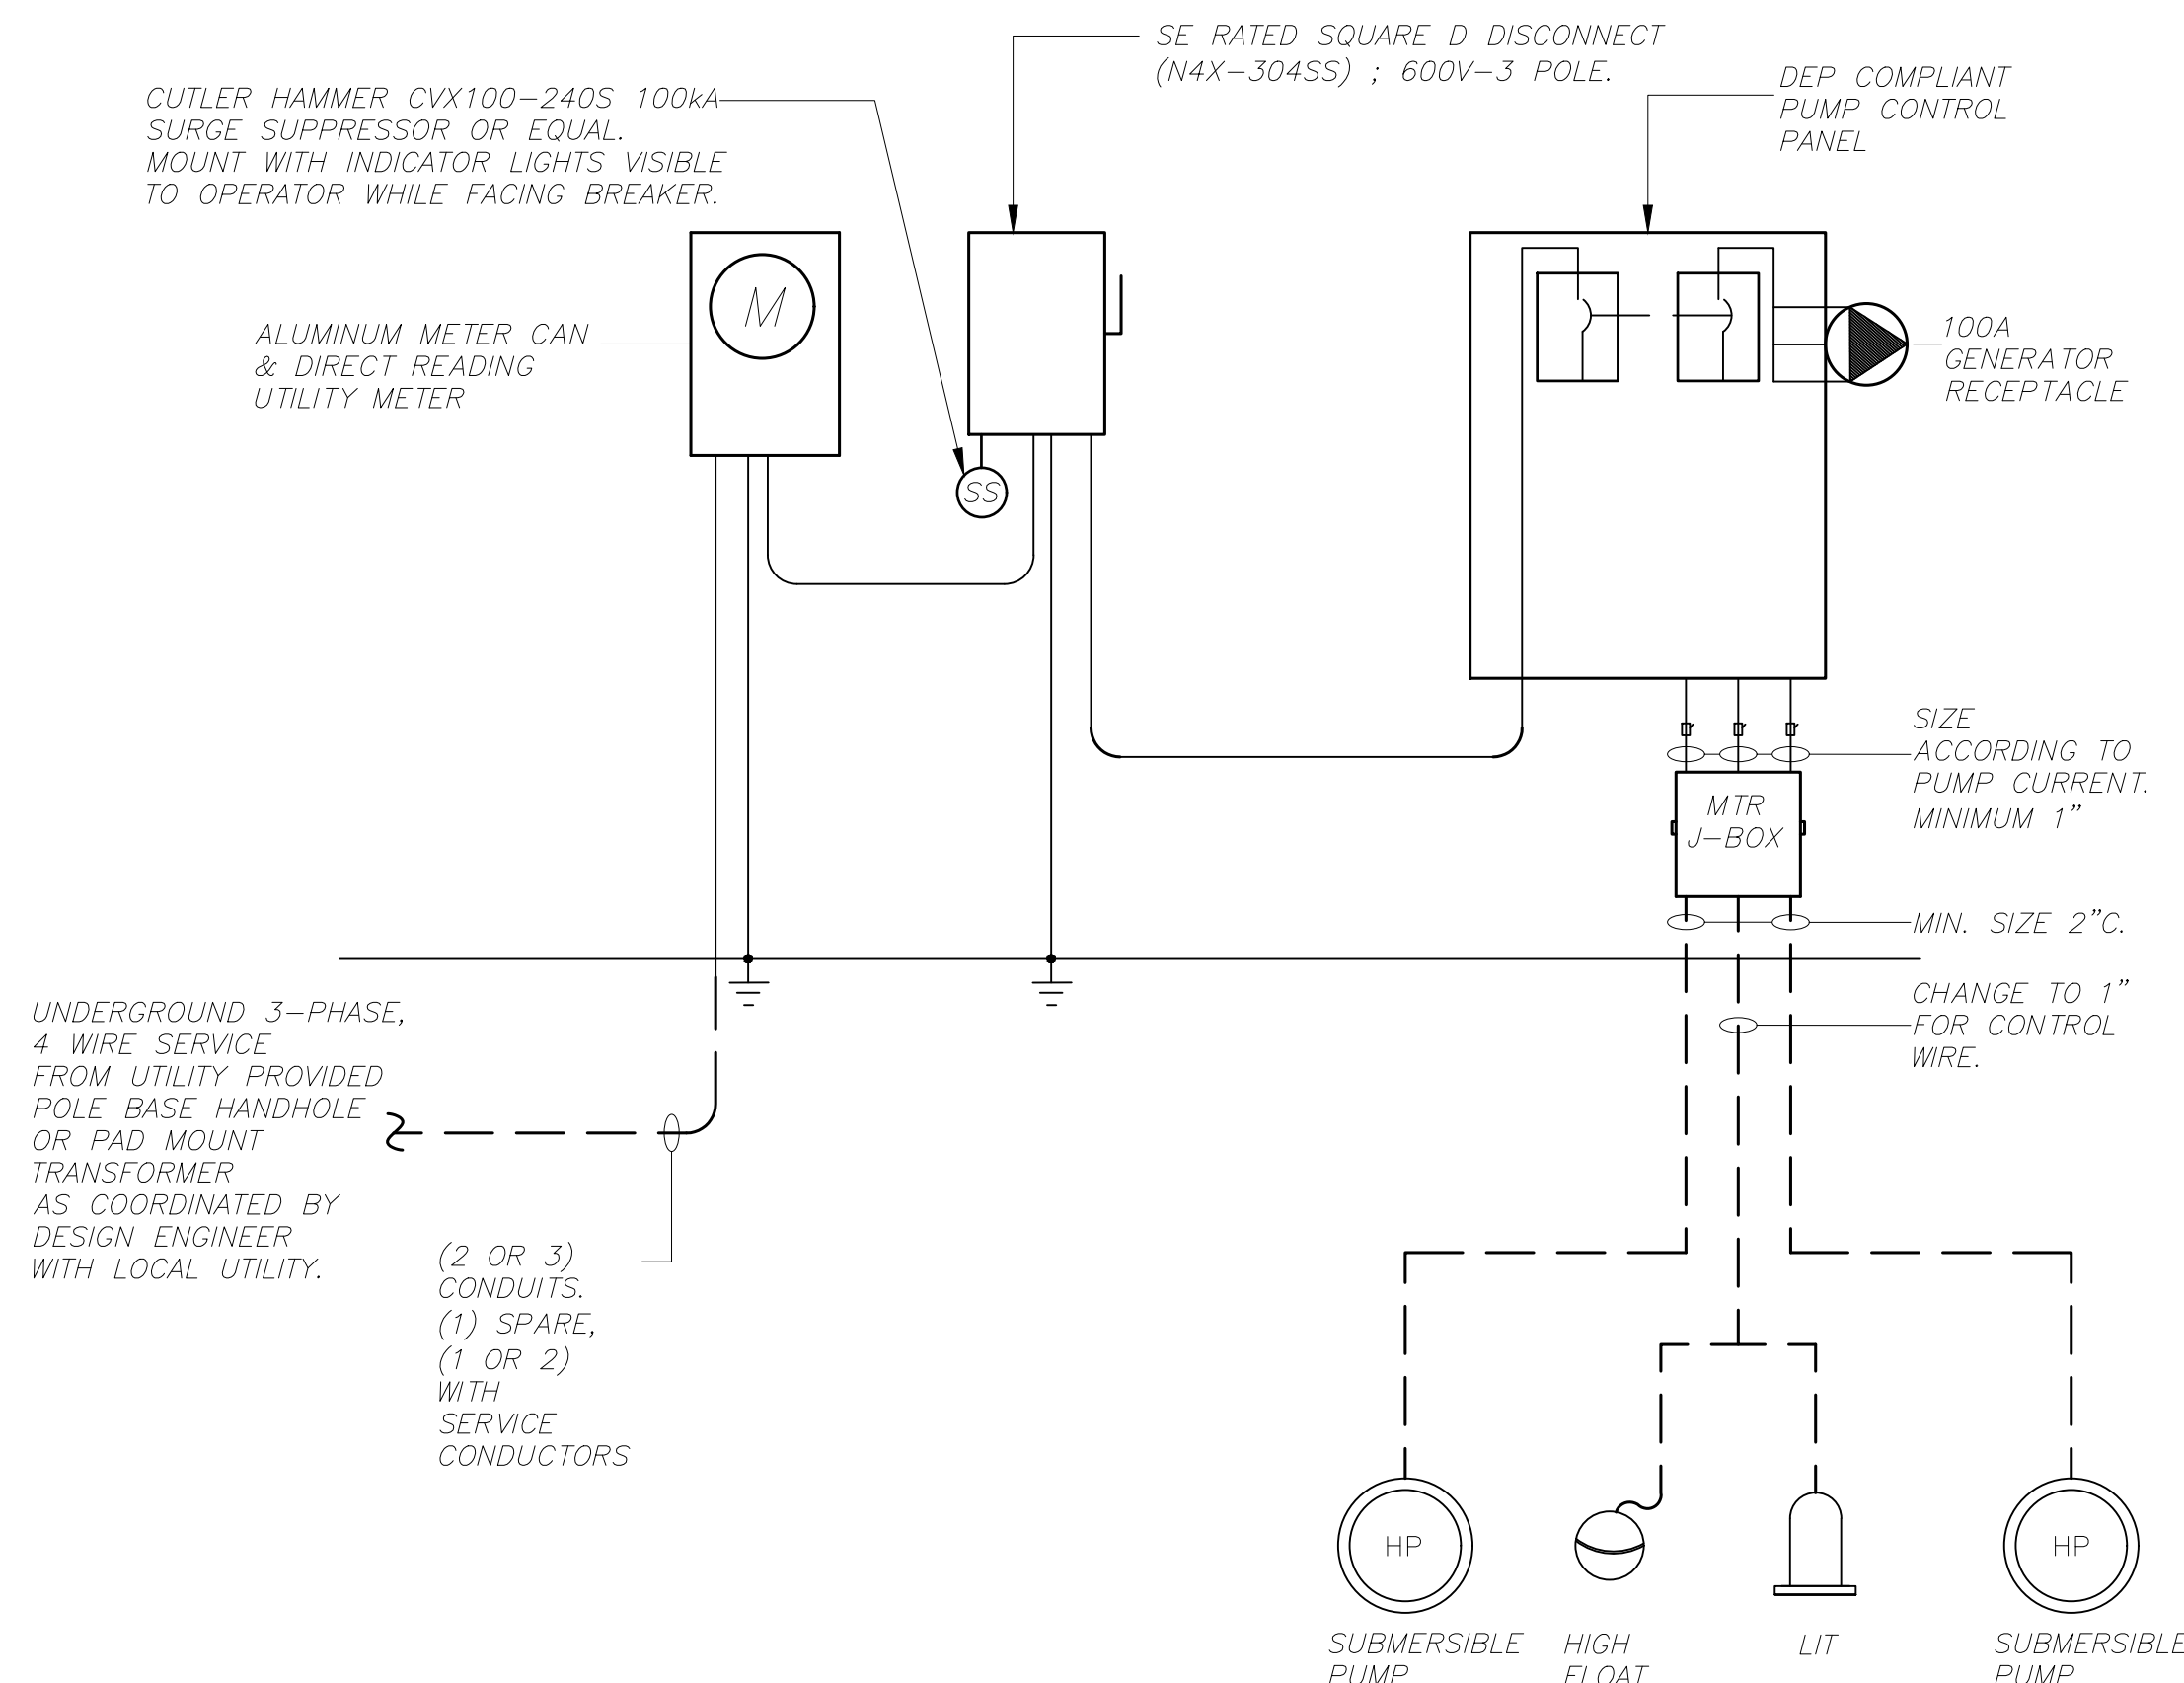 SE RATED SQUARE D DISCONNECT
(N4X-304SS) ; 600V-3 POLE.
DEP COMPLIANT
PUMP CONTROL
PANEL
CUTLER HAMMER CVX100-240S 100kA
SURGE SUPPRESSOR OR EQUAL.
MOUNT WITH INDICATOR LIGHTS VISIBLE
TO OPERATOR WHILE FACING BREAKER.
M
ALUMINUM METER CAN
& DIRECT READING
UTILITY METER
100A
GENERATOR
RECEPTACLE
SS
SIZE
ACCORDING TO
PUMP CURRENT.
MINIMUM 1"
MTR
J-BOX
MIN. SIZE 2"C.
CHANGE TO 1"
FOR CONTROL
WIRE.
UNDERGROUND 3-PHASE,
4 WIRE SERVICE
FROM UTILITY PROVIDED
POLE BASE HANDHOLE
OR PAD MOUNT
TRANSFORMER
AS COORDINATED BY
DESIGN ENGINEER
WITH LOCAL UTILITY.
(2 OR 3)
CONDUITS.
(1) SPARE,
(1 OR 2)
WITH
SERVICE
CONDUCTORS
HP
HP
SUBMERSIBLE
PUMP
HIGH
FLOAT
LIT
SUBMERSIBLE
PUMP